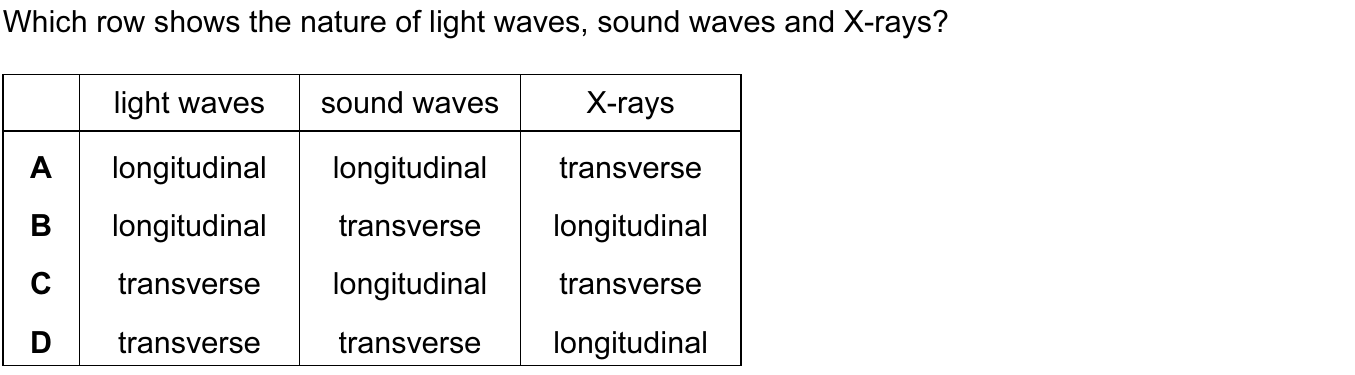 Which row shows the nature of light waves, sound waves and X-rays?
light waves sound waves X-rays
A longitudinal longitudinal transverse
B longitudinal transverse longitudinal
C transverse longitudinal transverse
D transverse transverse longitudinal